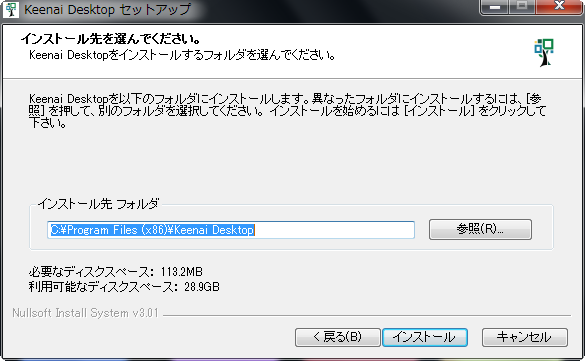 Keenai Desktop セットアップ
インストール先を選んでください。
Keenai Desktopをインストールするフォルダを選んでください。
Keenai Desktopを以下のフォルダにインストールします。異なったフォルダにインストールするには、[参
照] を押して、別のフォルダを選択してください。 インストールを始めるには [インストール] をクリックして
下さい。
インストール先 フォルダ
C:¥Program Files (x86)¥Keenai Desktop
参照(R)...
必要なディスクスペース: 113.2MB
利用可能なディスクスペース: 28.9GB
Nullsoft Install System v3.01
< 戻る(B)
インストール
キャンセル